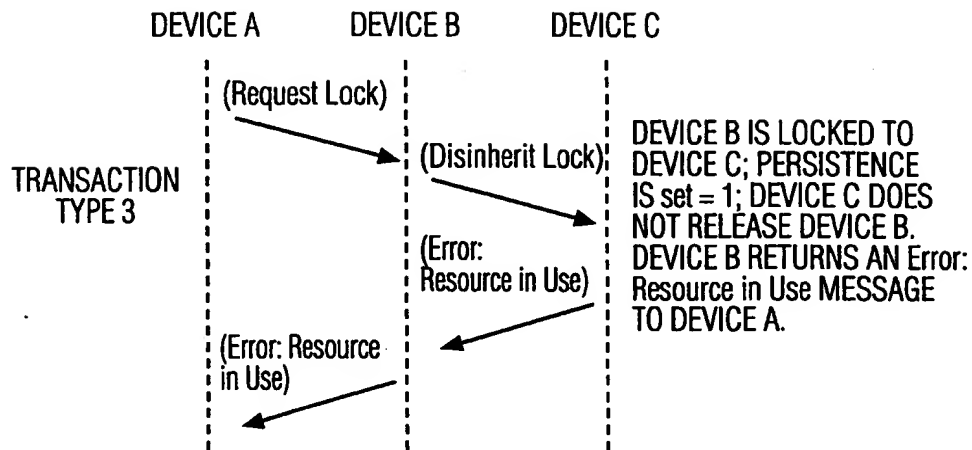 DEVICE A
DEVICE B
DEVICE C
(Request Lock)
(Disinherit Lock)
TRANSACTION
TYPE 3
DEVICE B IS LOCKED TO
DEVICE C; PERSISTENCE
IS set = 1; DEVICE C DOES
NOT RELEASE DEVICE B.
DEVICE B RETURNS AN Error:
Resource in Use MESSAGE
TO DEVICE A.
(Error:
Resource in Use)
(Error: Resource
in Use)